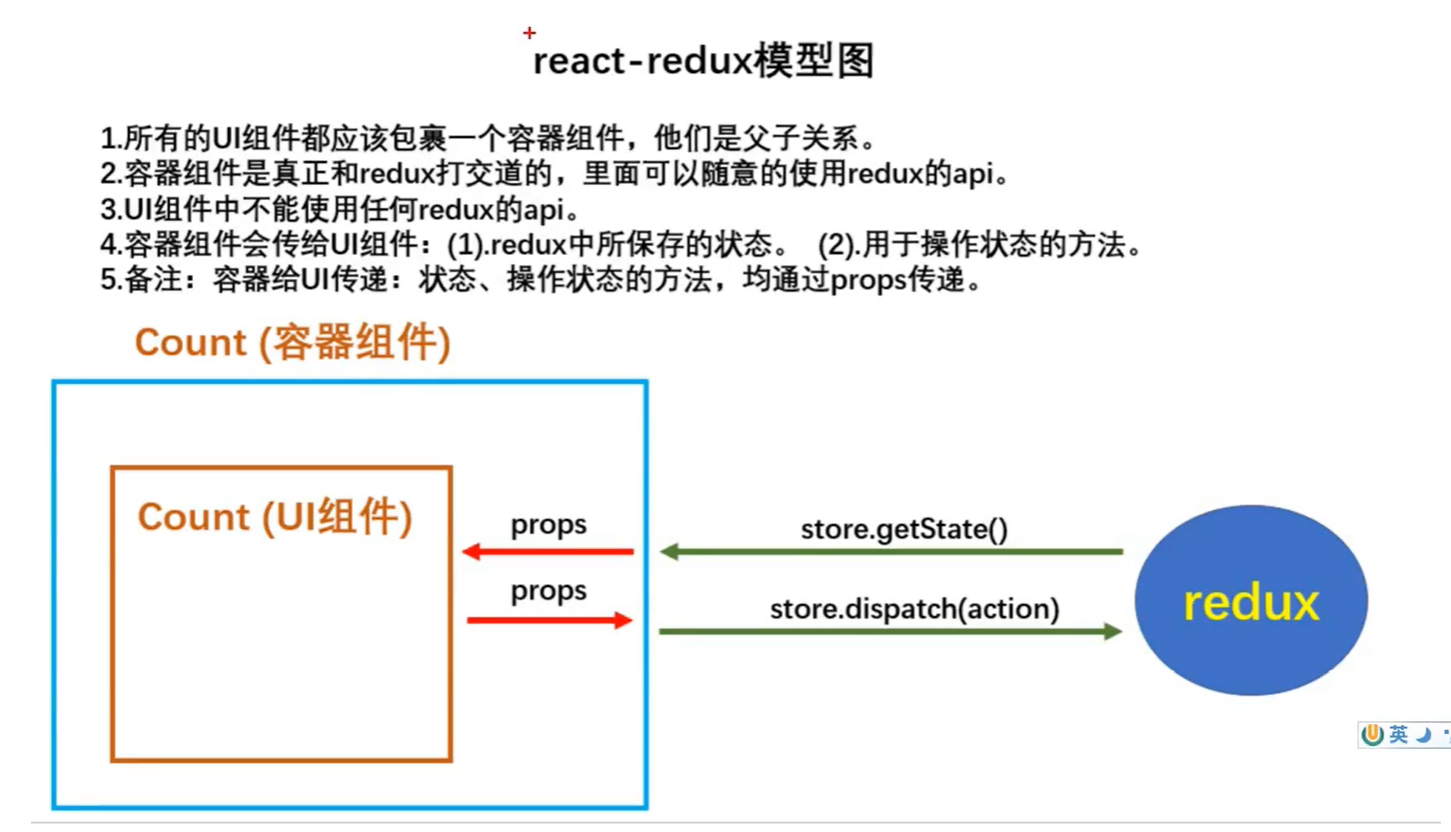 react-redux模型图
1.所有的UI组件都应该包裹一个容器组件，他们是父子关系。
2.容器组件是真正和redux打交道的，里面可以随意的使用redux的api。
3.UI组件中不能使用任何redux的api。
4.容器组件会传给UI组件：(1).redux中所保存的状态。 (2).用于操作状态的方法。
5.备注：容器给UI传递：状态、操作状态的方法，均通过props传递。
Count (容器组件)
Count (UI组件)
props
store.getState()
props
store.dispatch(action)
redux
英